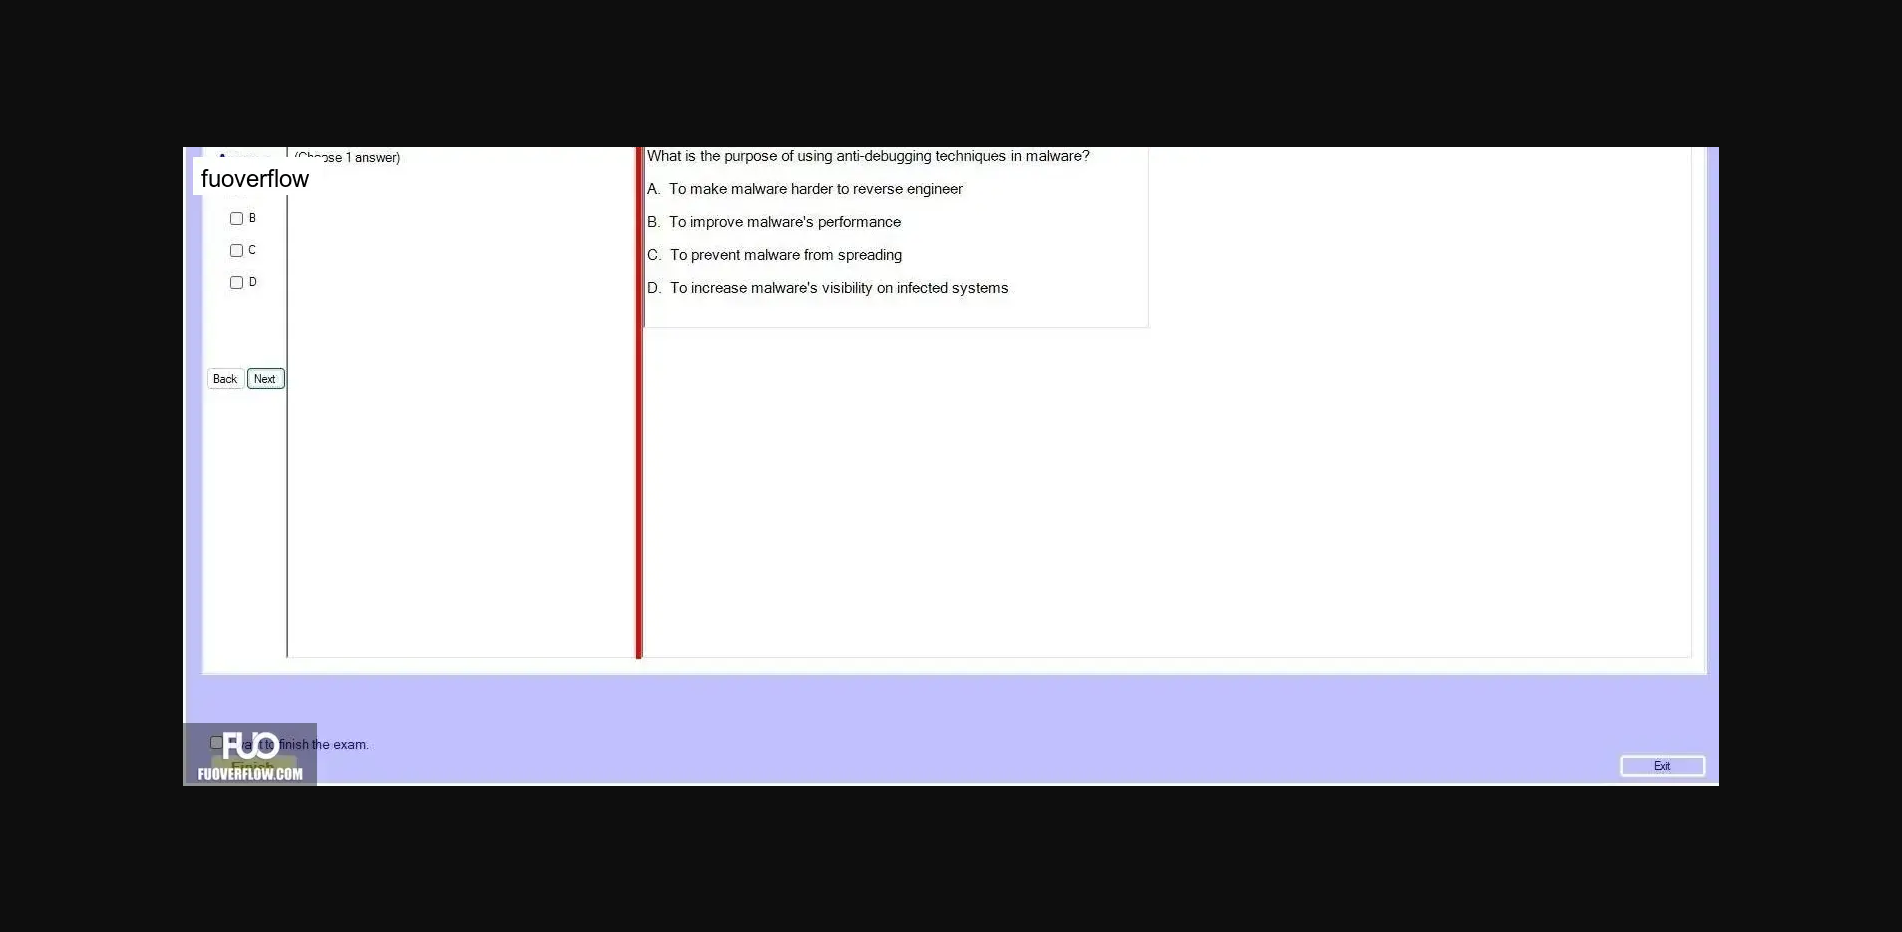 (Choose 1 answer)
fuoverflow
B
C
D
Back Next
What is the purpose of using anti-debugging techniques in malware?
A. To make malware harder to reverse engineer
B. To improve malware's performance
C. To prevent malware from spreading
D. To increase malware's visibility on infected systems
I want to finish the exam.
Finish
FUO
FUOVERFLOW.COM
Exit